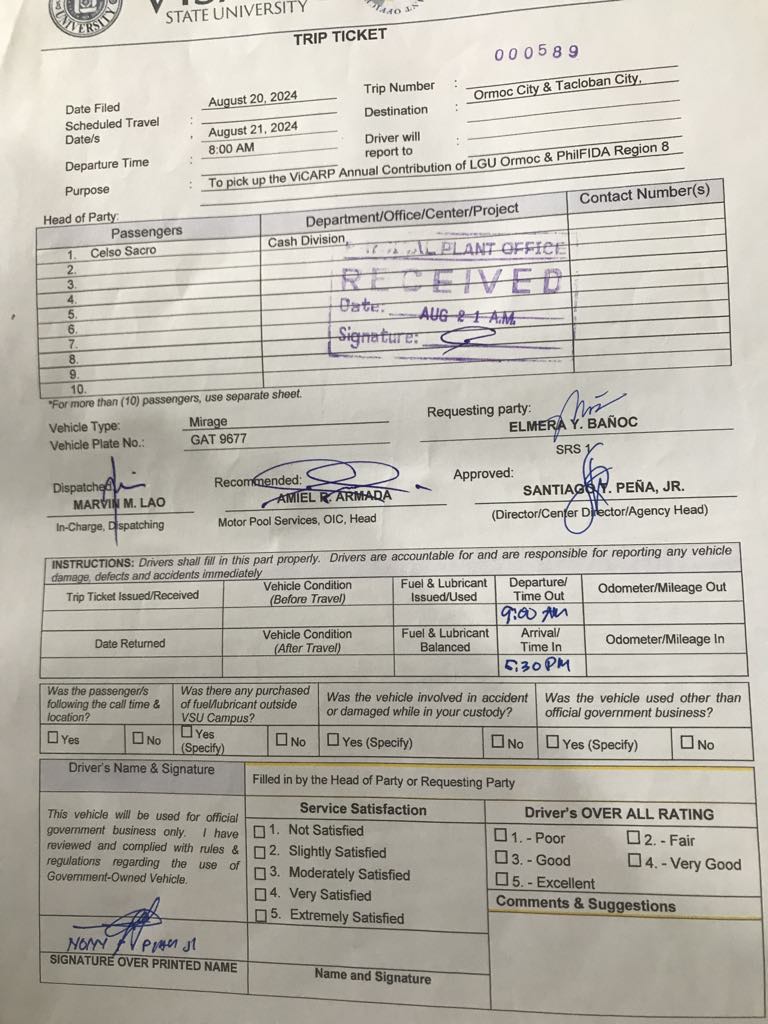 UNIVERSITY
STATE UNIVERSITY
TRIP TICKET
000589
Date Filed : August 20, 2024
Trip Number :
Scheduled Travel Date/s : August 21, 2024
Destination : Ormoc City & Tacloban City,
Departure Time : 8:00 AM
Driver will report to :
Purpose : To pick up the ViCARP Annual Contribution of LGU Ormoc & PhilFIDA Region 8
Head of Party:
Passengers Department/Office/Center/Project Contact Number(s)
1. Celso Sacro Cash Division,
2.
3.
4.
5.
6.
7.
8.
9.
10.
PLANT OFFICE
RECEIVED
Date: AUG 21 A.M.
Signature:
*For more than (10) passengers, use separate sheet.
Vehicle Type: Mirage
Vehicle Plate No.: GAT 9677
Requesting party:
ELMERA Y. BAÑOC
SRS 1
Dispatched:
MARVIN M. LAO
In-Charge, Dispatching
Recommended:
AMIEL R. ARMADA
Motor Pool Services, OIC, Head
Approved:
SANTIAGO T. PEÑA, JR.
(Director/Center Director/Agency Head)
INSTRUCTIONS: Drivers shall fill in this part properly. Drivers are accountable for and are responsible for reporting any vehicle
damage, defects and accidents immediately
Trip Ticket Issued/Received
Vehicle Condition
(Before Travel)
Fuel & Lubricant
Issued/Used
Departure/
Time Out
Odometer/Mileage Out
9:00 AM
Date Returned
Vehicle Condition
(After Travel)
Fuel & Lubricant
Balanced
Arrival/
Time In
Odometer/Mileage In
5:30 PM
Was the passenger/s
following the call time &
location?
Yes No
Was there any purchased
of fuel/lubricant outside
VSU Campus?
Yes
(Specify)
No
Was the vehicle involved in accident
or damaged while in your custody?
Yes (Specify) No
Was the vehicle used other than
official government business?
Yes (Specify) No
Driver's Name & Signature
Filled in by the Head of Party or Requesting Party
This vehicle will be used for official
government business only. I have
reviewed and complied with rules &
regulations regarding the use of
Government-Owned Vehicle.
SIGNATURE OVER PRINTED NAME
Service Satisfaction
1. Not Satisfied
2. Slightly Satisfied
3. Moderately Satisfied
4. Very Satisfied
5. Extremely Satisfied
Name and Signature
Driver's OVER ALL RATING
1. - Poor 2. - Fair
3. - Good 4. - Very Good
5. - Excellent
Comments & Suggestions